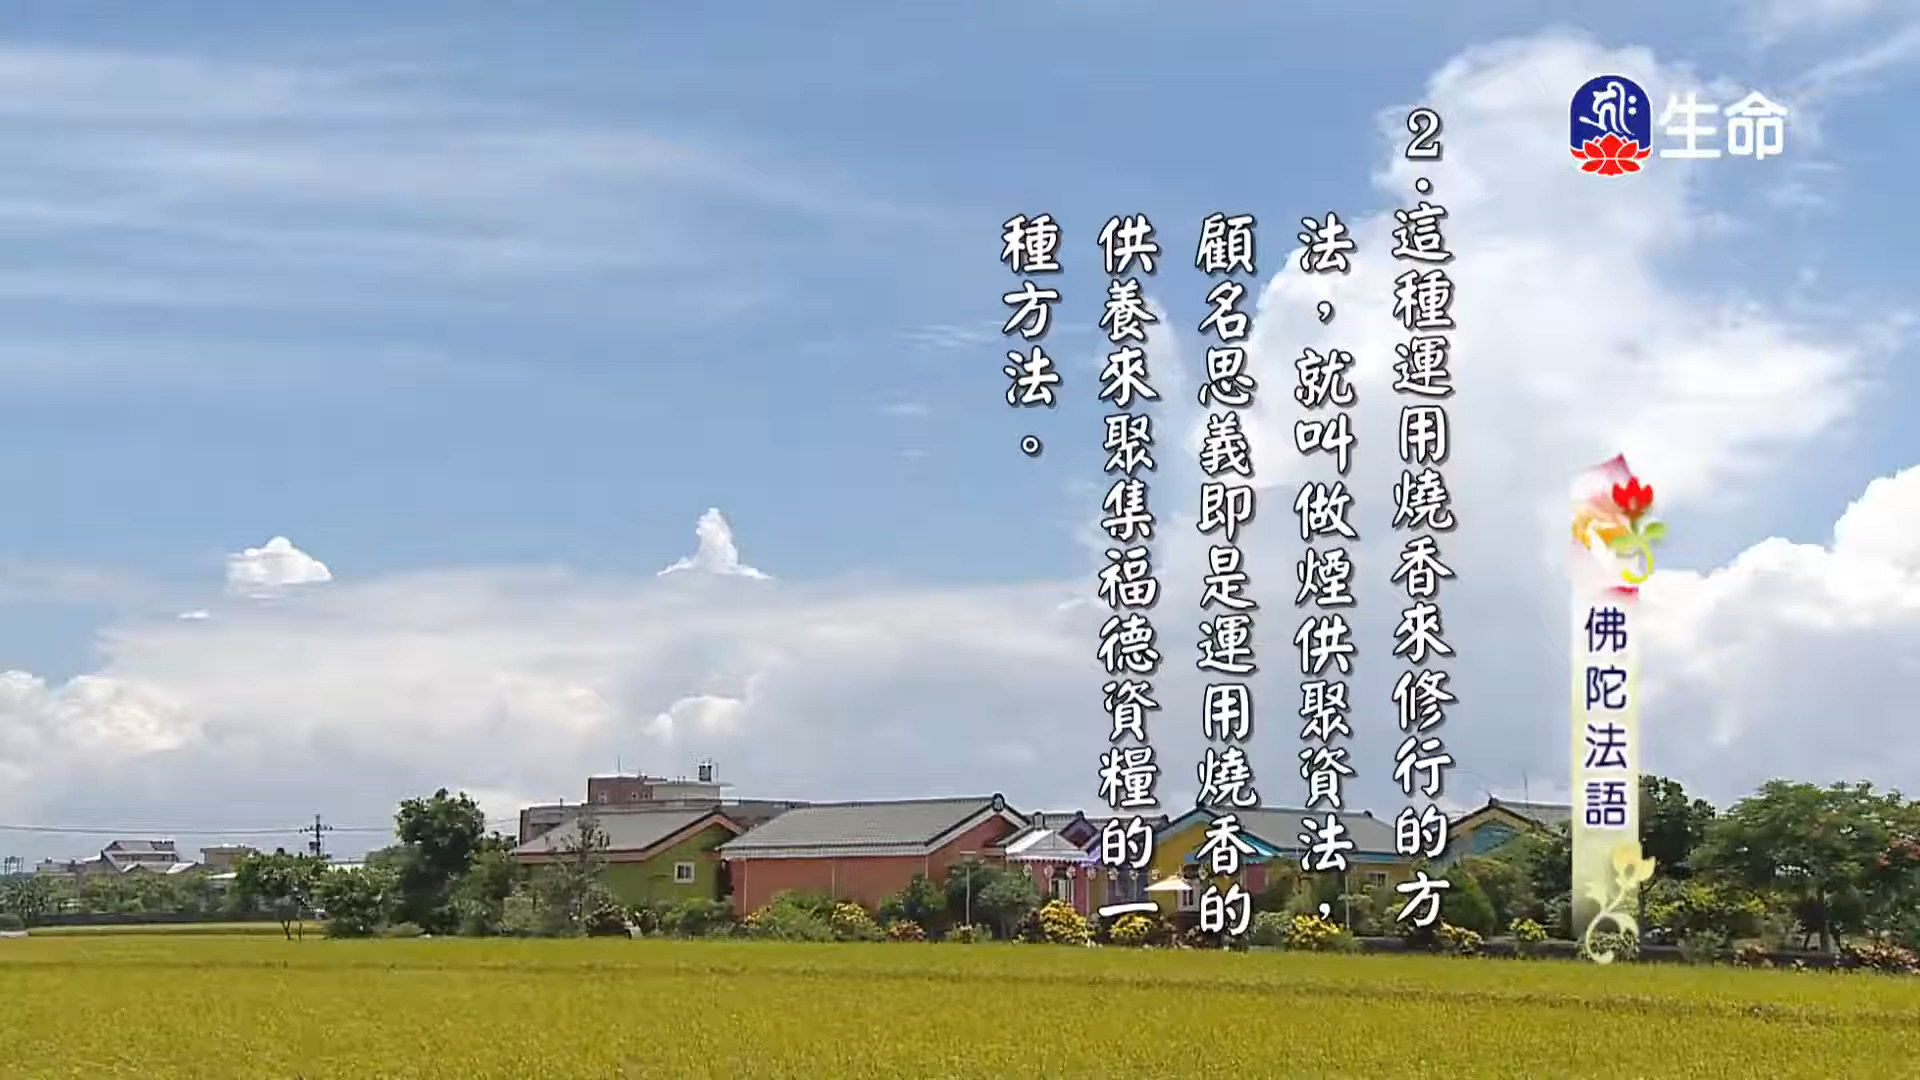 生命
佛陀法語
2.這種運用燒香來修行的方
法，就叫做煙供聚資法，
顧名思義即是運用燒香的
供養來聚集福德資糧的一
種方法。